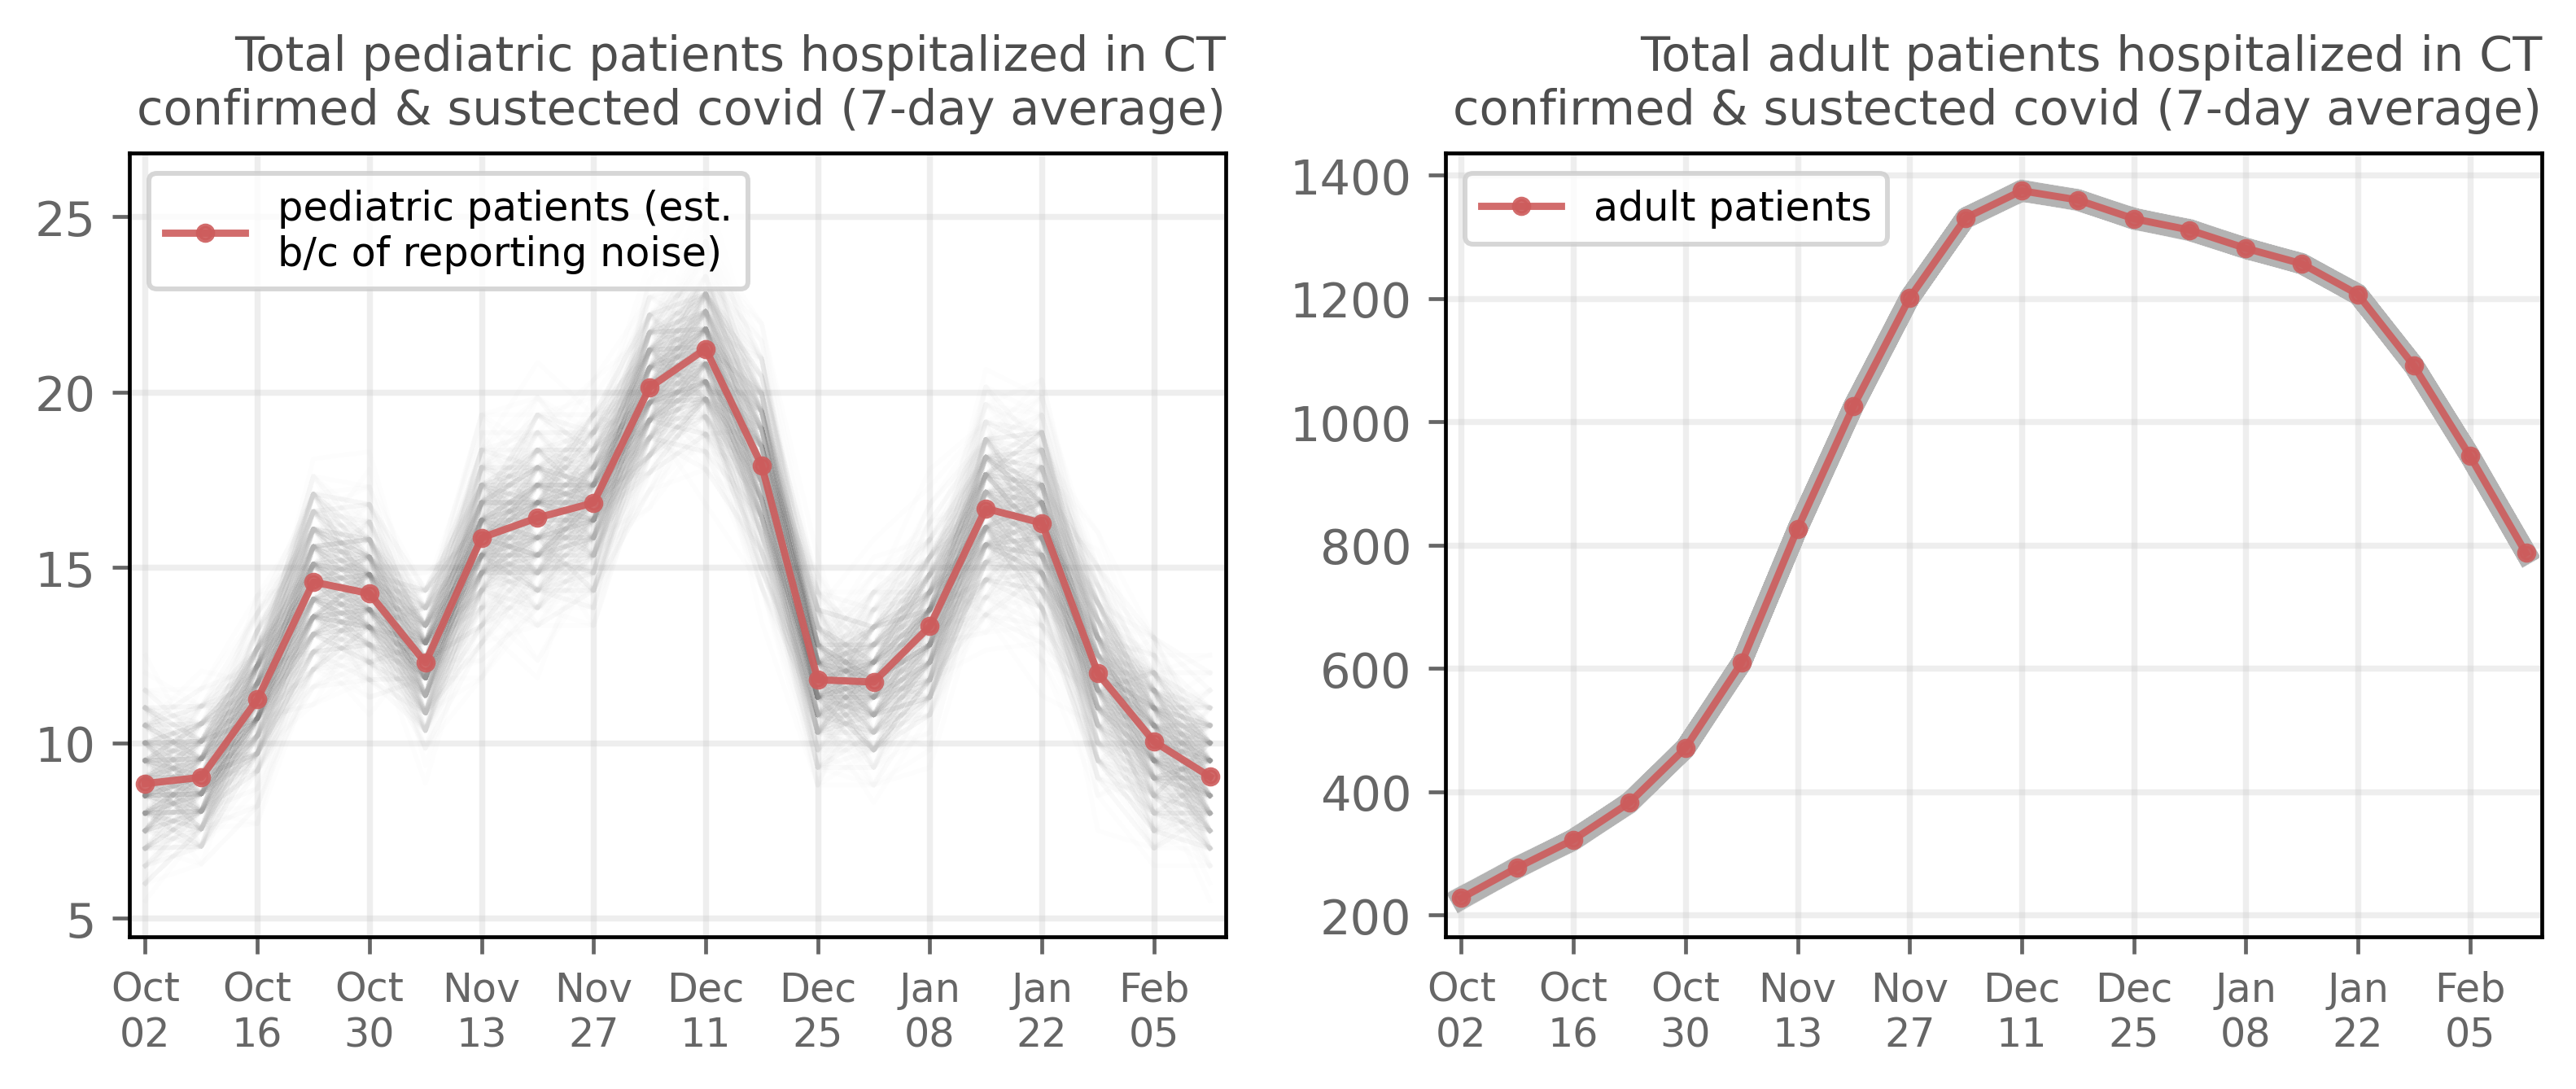 Total pediatric patients hospitalized in CT
confirmed & sustected covid (7-day average)
pediatric patients (est.
b/c of reporting noise)
25
20
15
10
5
Oct Oct Oct Nov Nov Dec Dec Jan Jan Feb
02 16 30 13 27 11 25 08 22 05
Total adult patients hospitalized in CT
confirmed & sustected covid (7-day average)
adult patients
1400
1200
1000
800
600
400
200
Oct Oct Oct Nov Nov Dec Dec Jan Jan Feb
02 16 30 13 27 11 25 08 22 05